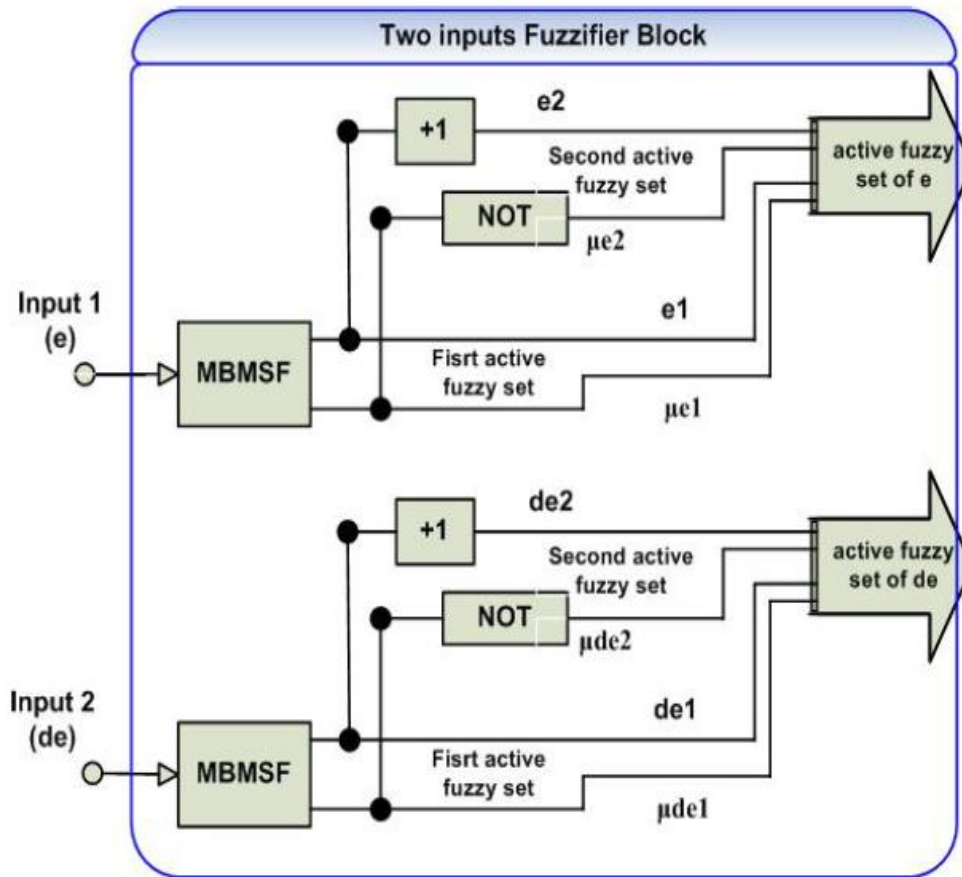 Two inputs Fuzzifier Block
e2
+1
Second active
fuzzy set
active fuzzy
set of e
NOT
µe2
Input 1
(e)
e1
MBMSF
Fisrt active
fuzzy set
µe1
de2
+1
Second active
fuzzy set
active fuzzy
set of de
NOT
µde2
Input 2
(de)
de1
MBMSF
Fisrt active
fuzzy set
µde1